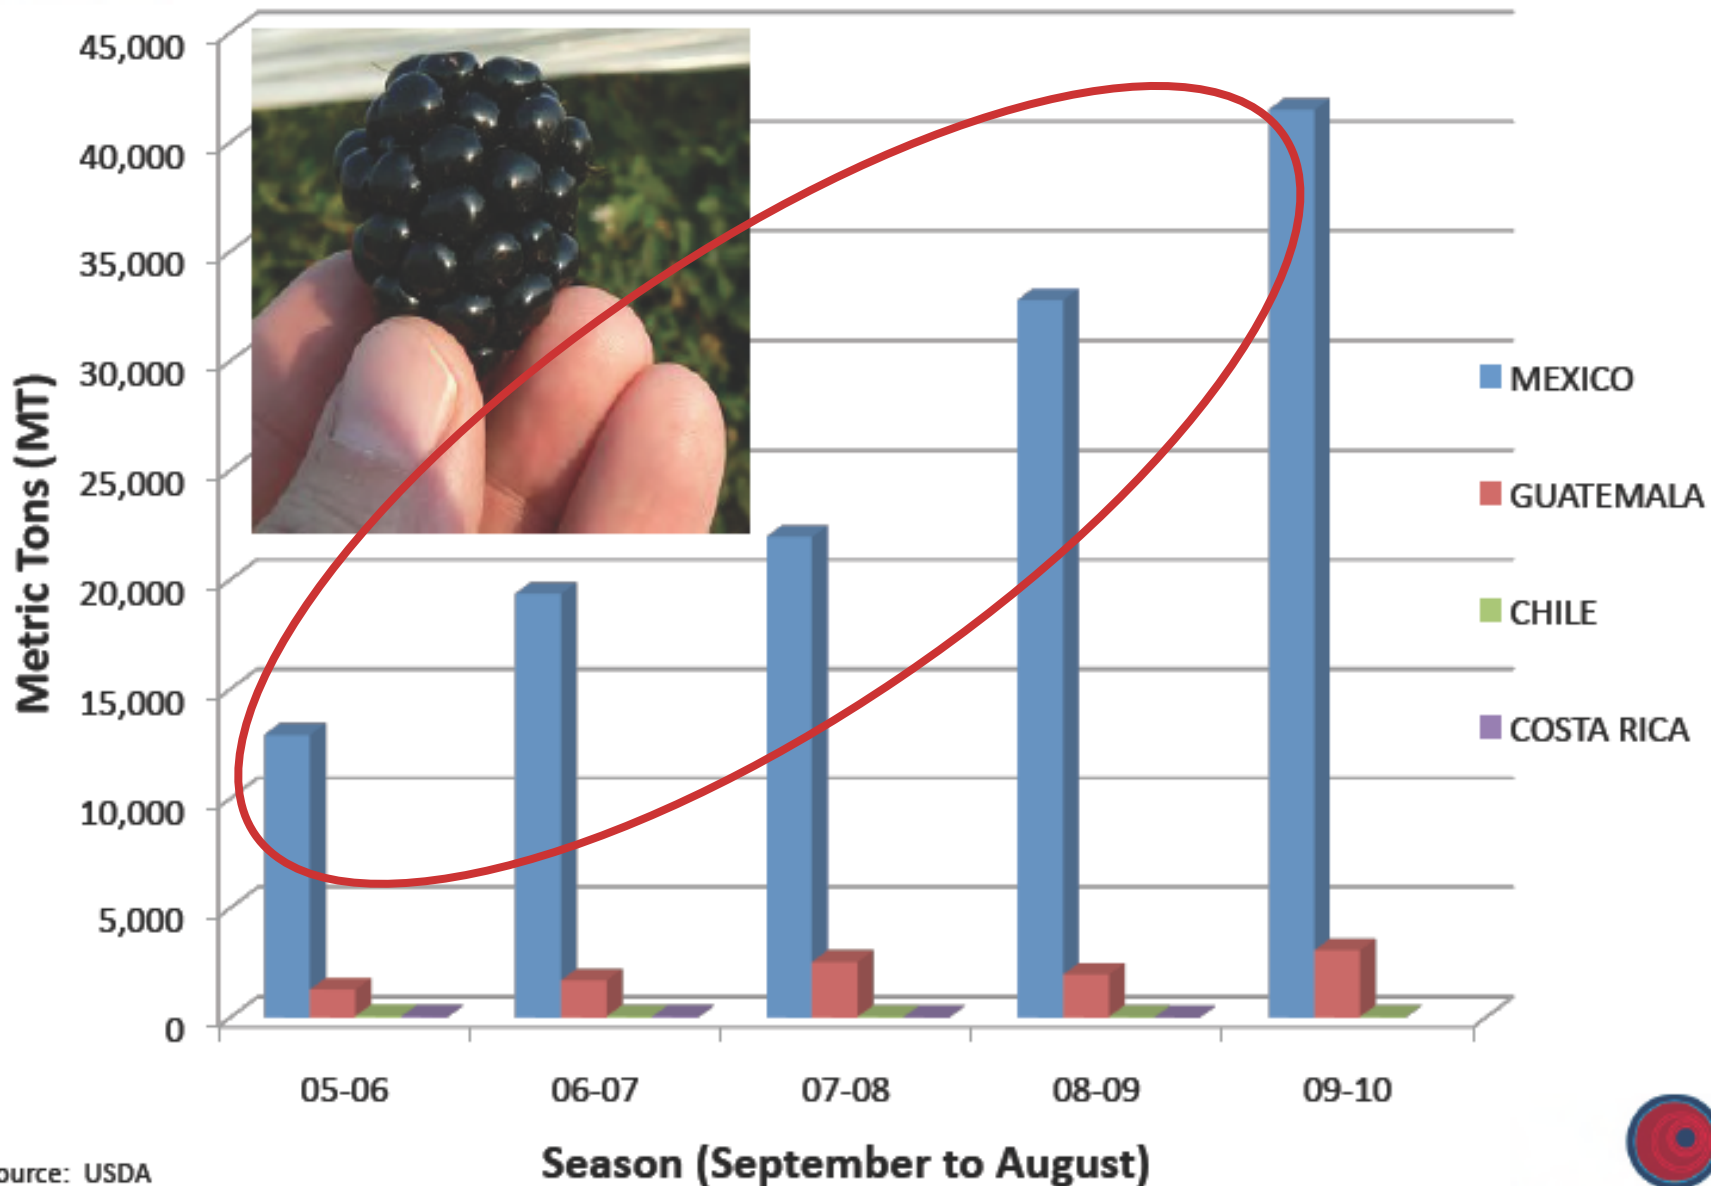 45,000
40,000
35,000
30,000
25,000
20,000
15,000
10,000
5,000
0
Metric Tons (MT)
MEXICO
GUATEMALA
CHILE
COSTA RICA
05-06 06-07 07-08 08-09 09-10
Season (September to August)
ource: USDA